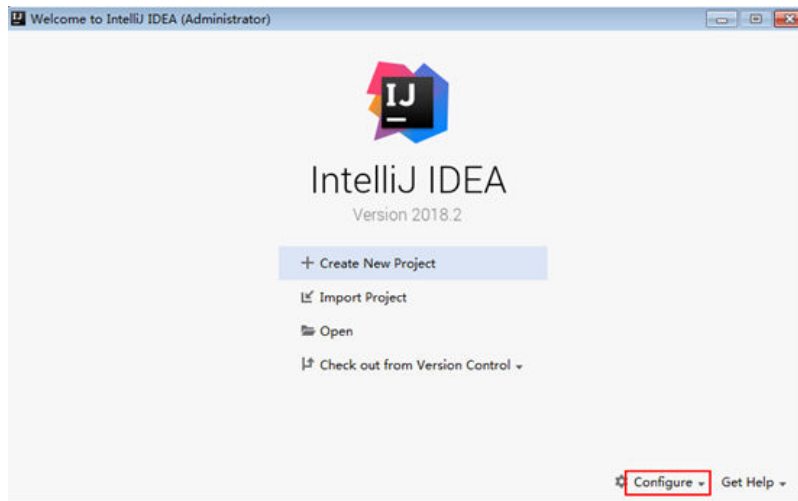 Welcome to IntelliJ IDEA (Administrator)
IJ
IntelliJ IDEA
Version 2018.2
Create New Project
Import Project
Open
Check out from Version Control
Configure
Get Help